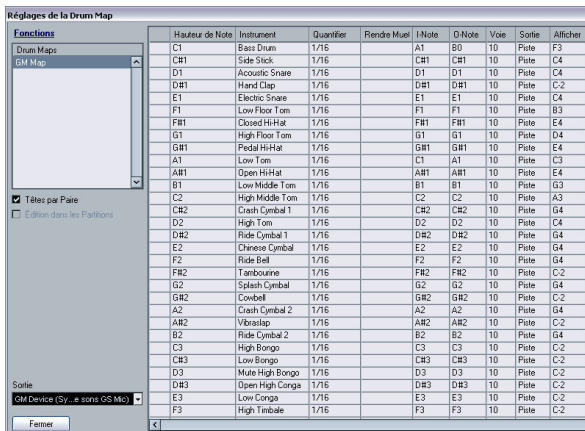 Réglages de la Drum Map
Fonctions
Drum Maps
GM Map
Têtes par Paire
Édition dans les Partitions
Sortie
GM Device (Sy...e sons GS Mic)
Fermer
Hauteur de Note Instrument Quantifier Rendre Muet I-Note O-Note Voie Sortie Afficher
C1 Bass Drum 1/16 A1 B0 10 Piste F3
C#1 Side Stick 1/16 C#1 C#1 10 Piste C4
D1 Acoustic Snare 1/16 D1 D1 10 Piste C4
D#1 Hand Clap 1/16 D#1 D#1 10 Piste C-2
E1 Electric Snare 1/16 E1 E1 10 Piste C4
F1 Low Floor Tom 1/16 F1 F1 10 Piste B3
F#1 Closed Hi-Hat 1/16 F#1 F#1 10 Piste E4
G1 High Floor Tom 1/16 G1 G1 10 Piste D4
G#1 Pedal Hi-Hat 1/16 G#1 G#1 10 Piste E4
A1 Low Tom 1/16 C1 A1 10 Piste C3
A#1 Open Hi-Hat 1/16 A#1 A#1 10 Piste E4
B1 Low Middle Tom 1/16 B1 B1 10 Piste G3
C2 High Middle Tom 1/16 C2 C2 10 Piste A3
C#2 Crash Cymbal 1 1/16 C#2 C#2 10 Piste G4
D2 High Tom 1/16 D2 D2 10 Piste C4
D#2 Ride Cymbal 1 1/16 D#2 D#2 10 Piste G4
E2 Chinese Cymbal 1/16 E2 E2 10 Piste G4
F2 Ride Bell 1/16 F2 F2 10 Piste G4
F#2 Tambourine 1/16 F#2 F#2 10 Piste C-2
G2 Splash Cymbal 1/16 G2 G2 10 Piste G4
G#2 Cowbell 1/16 G#2 G#2 10 Piste C-2
A2 Crash Cymbal 2 1/16 A2 A2 10 Piste G4
A#2 Vibraslap 1/16 A#2 A#2 10 Piste C-2
B2 Ride Cymbal 2 1/16 B2 B2 10 Piste G4
C3 High Bongo 1/16 C3 C3 10 Piste C-2
C#3 Low Bongo 1/16 C#3 C#3 10 Piste C-2
D3 Mute High Bongo 1/16 D3 D3 10 Piste C-2
D#3 Open High Conga 1/16 D#3 D#3 10 Piste C-2
E3 Low Conga 1/16 E3 E3 10 Piste C-2
F3 High Timbale 1/16 F3 F3 10 Piste C-2